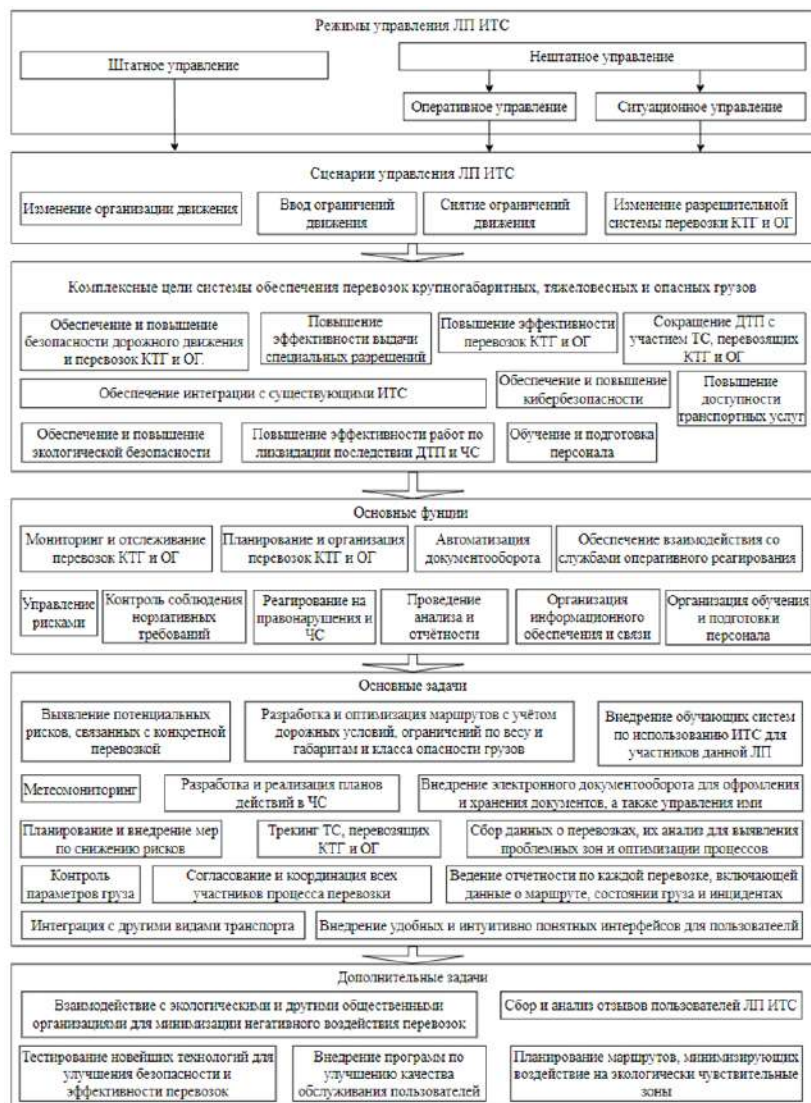 Режимы управления ЛП ИТС
Штатное управление
Нештатное управление
Оперативное управление
Ситуационное управление
Сценарии управления ЛП ИТС
Изменение организации движения
Ввод ограничений
движения
Снятие ограничений
движения
Изменение разрешительной
системы перевозки КТГ и ОГ
Комплексные цели системы обеспечения перевозок крупногабаритных, тяжеловесных и опасных грузов
Обеспечение и повышение
безопасности дорожного движения
и перевозок КТГ и ОГ.
Повышение
эффективности выдачи
специальных разрешений
Повышение эффективности
перевозок КТГ и ОГ
Сокращение ДТП с
участием ТС, перевозящих
КТГ и ОГ
Обеспечение интеграции с существующими ИТС
Обеспечение и повышение
кибербезопасности
Повышение
доступности
транспортных услуг
Обеспечение и повышение
экологической безопасности
Повышение эффективности работ по
ликвидации последствий ДТП и ЧС
Обучение и подготовка
персонала
Основные фунции
Мониторинг и отслеживание
перевозок КТГ и ОГ
Планирование и организация
перевозок КТГ и ОГ
Автоматизация
документооборота
Обеспечение взаимодействия со
службами оперативного реагирования
Управление
рисками
Контроль соблюдения
нормативных
требований
Реагирование на
правонарушения и
ЧС
Проведение
анализа и
отчётности
Организация
информационного
обеспечения и связи
Организация обучения
и подготовки
персонала
Основные задачи
Выявление потенциальных
рисков, связанных с конкретной
перевозкой
Разработка и оптимизация маршрутов с учётом
дорожных условий, ограничений по весу и
габаритам и класса опасности грузов
Внедрение обучающих систем
по использованию ИТС для
участников данной ЛП
Метеомониторинг
Разработка и реализация планов
действий в ЧС
Внедрение электронного документооборота для офромления
и хранения документов, а также управления ими
Планирование и внедрение мер
по снижению рисков
Трекинг ТС, перевозящих
КТГ и ОГ
Сбор данных о перевозках, их анализ для выявления
проблемных зон и оптимизации процессов
Контроль
параметров груза
Согласование и координация всех
участников процесса перевозки
Ведение отчетности по каждой перевозке, включающей
данные о маршруте, состоянии груза и инцидентах
Интеграция с другими видами транспорта
Внедрение удобных и интуитивно понятных интерфейсов для пользователей
Дополнительные задачи
Взаимодействие с экологическими и другими общественными
организациями для минимизации негативного воздействия перевозок
Сбор и анализ отзывов пользователей ЛП ИТС
Тестирование новейших технологий для
улучшения безопасности и
эффективности перевозок
Внедрение программ по
улучшению качества
обслуживания пользователей
Планирование маршрутов, минимизирующих
воздействие на экологически чувствительные
зоны